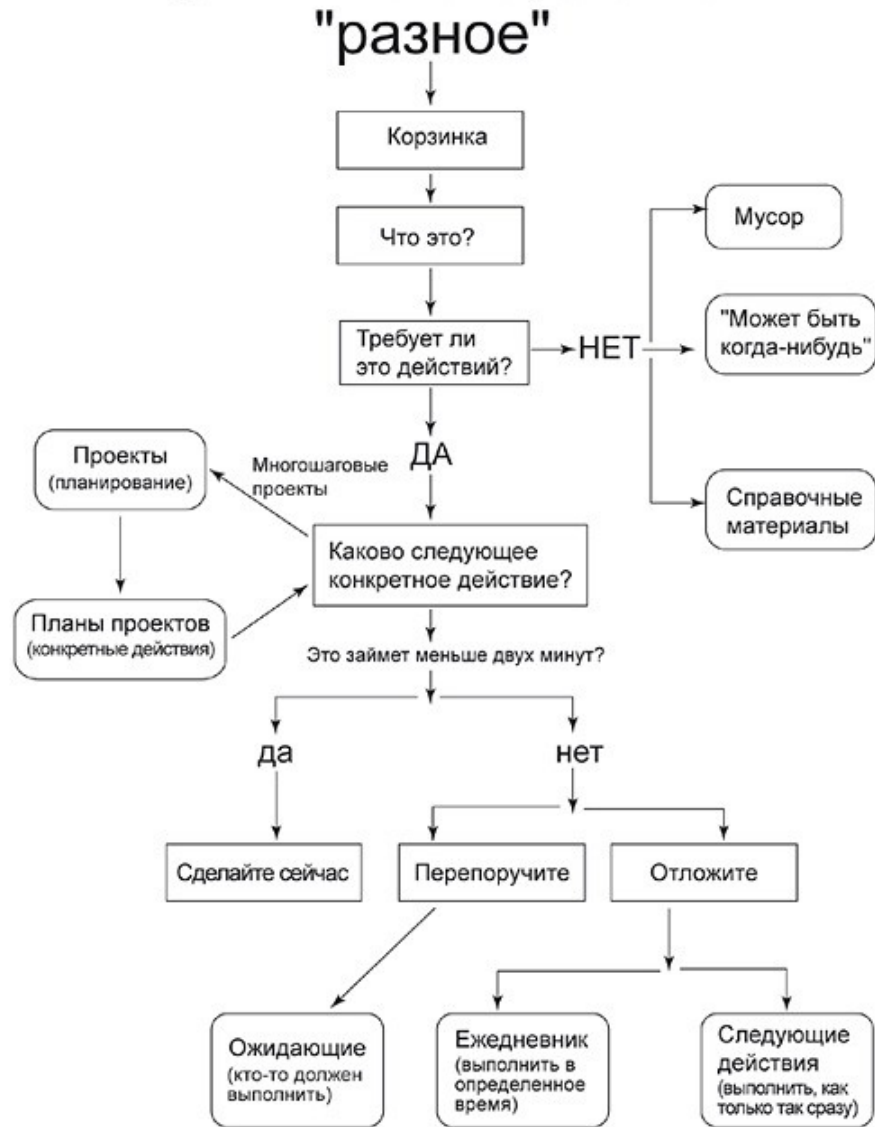 "разное"
Корзинка
Что это?
Мусор
Требует ли
это действий?
НЕТ
"Может быть
когда-нибудь"
ДА
Справочные
материалы
Проекты
(планирование)
Многошаговые
проекты
Каково следующее
конкретное действие?
Планы проектов
(конкретные действия)
Это займет меньше двух минут?
да
нет
Сделайте сейчас
Перепоручите
Отложите
Ожидающие
(кто-то должен
выполнить)
Ежедневник
(выполнить в
определенное
время)
Следующие
действия
(выполнить, как
только так сразу)